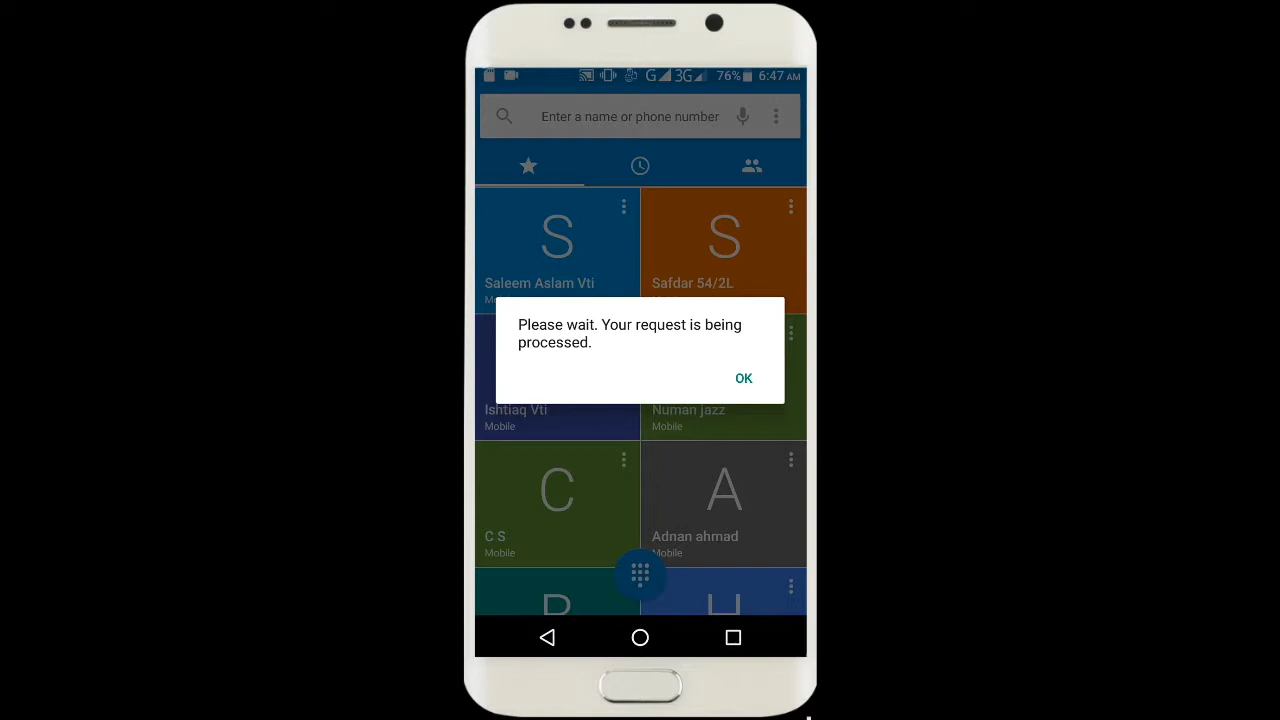 G 3G 76% 6:47 AM
Enter a name or phone number
S S
Saleem Aslam Vti Safdar 54/2L
Please wait. Your request is being
processed.
OK
Ishtiaq Vti Numan jazz
Mobile Mobile
C A
C S Adnan ahmad
Mobile Mobile